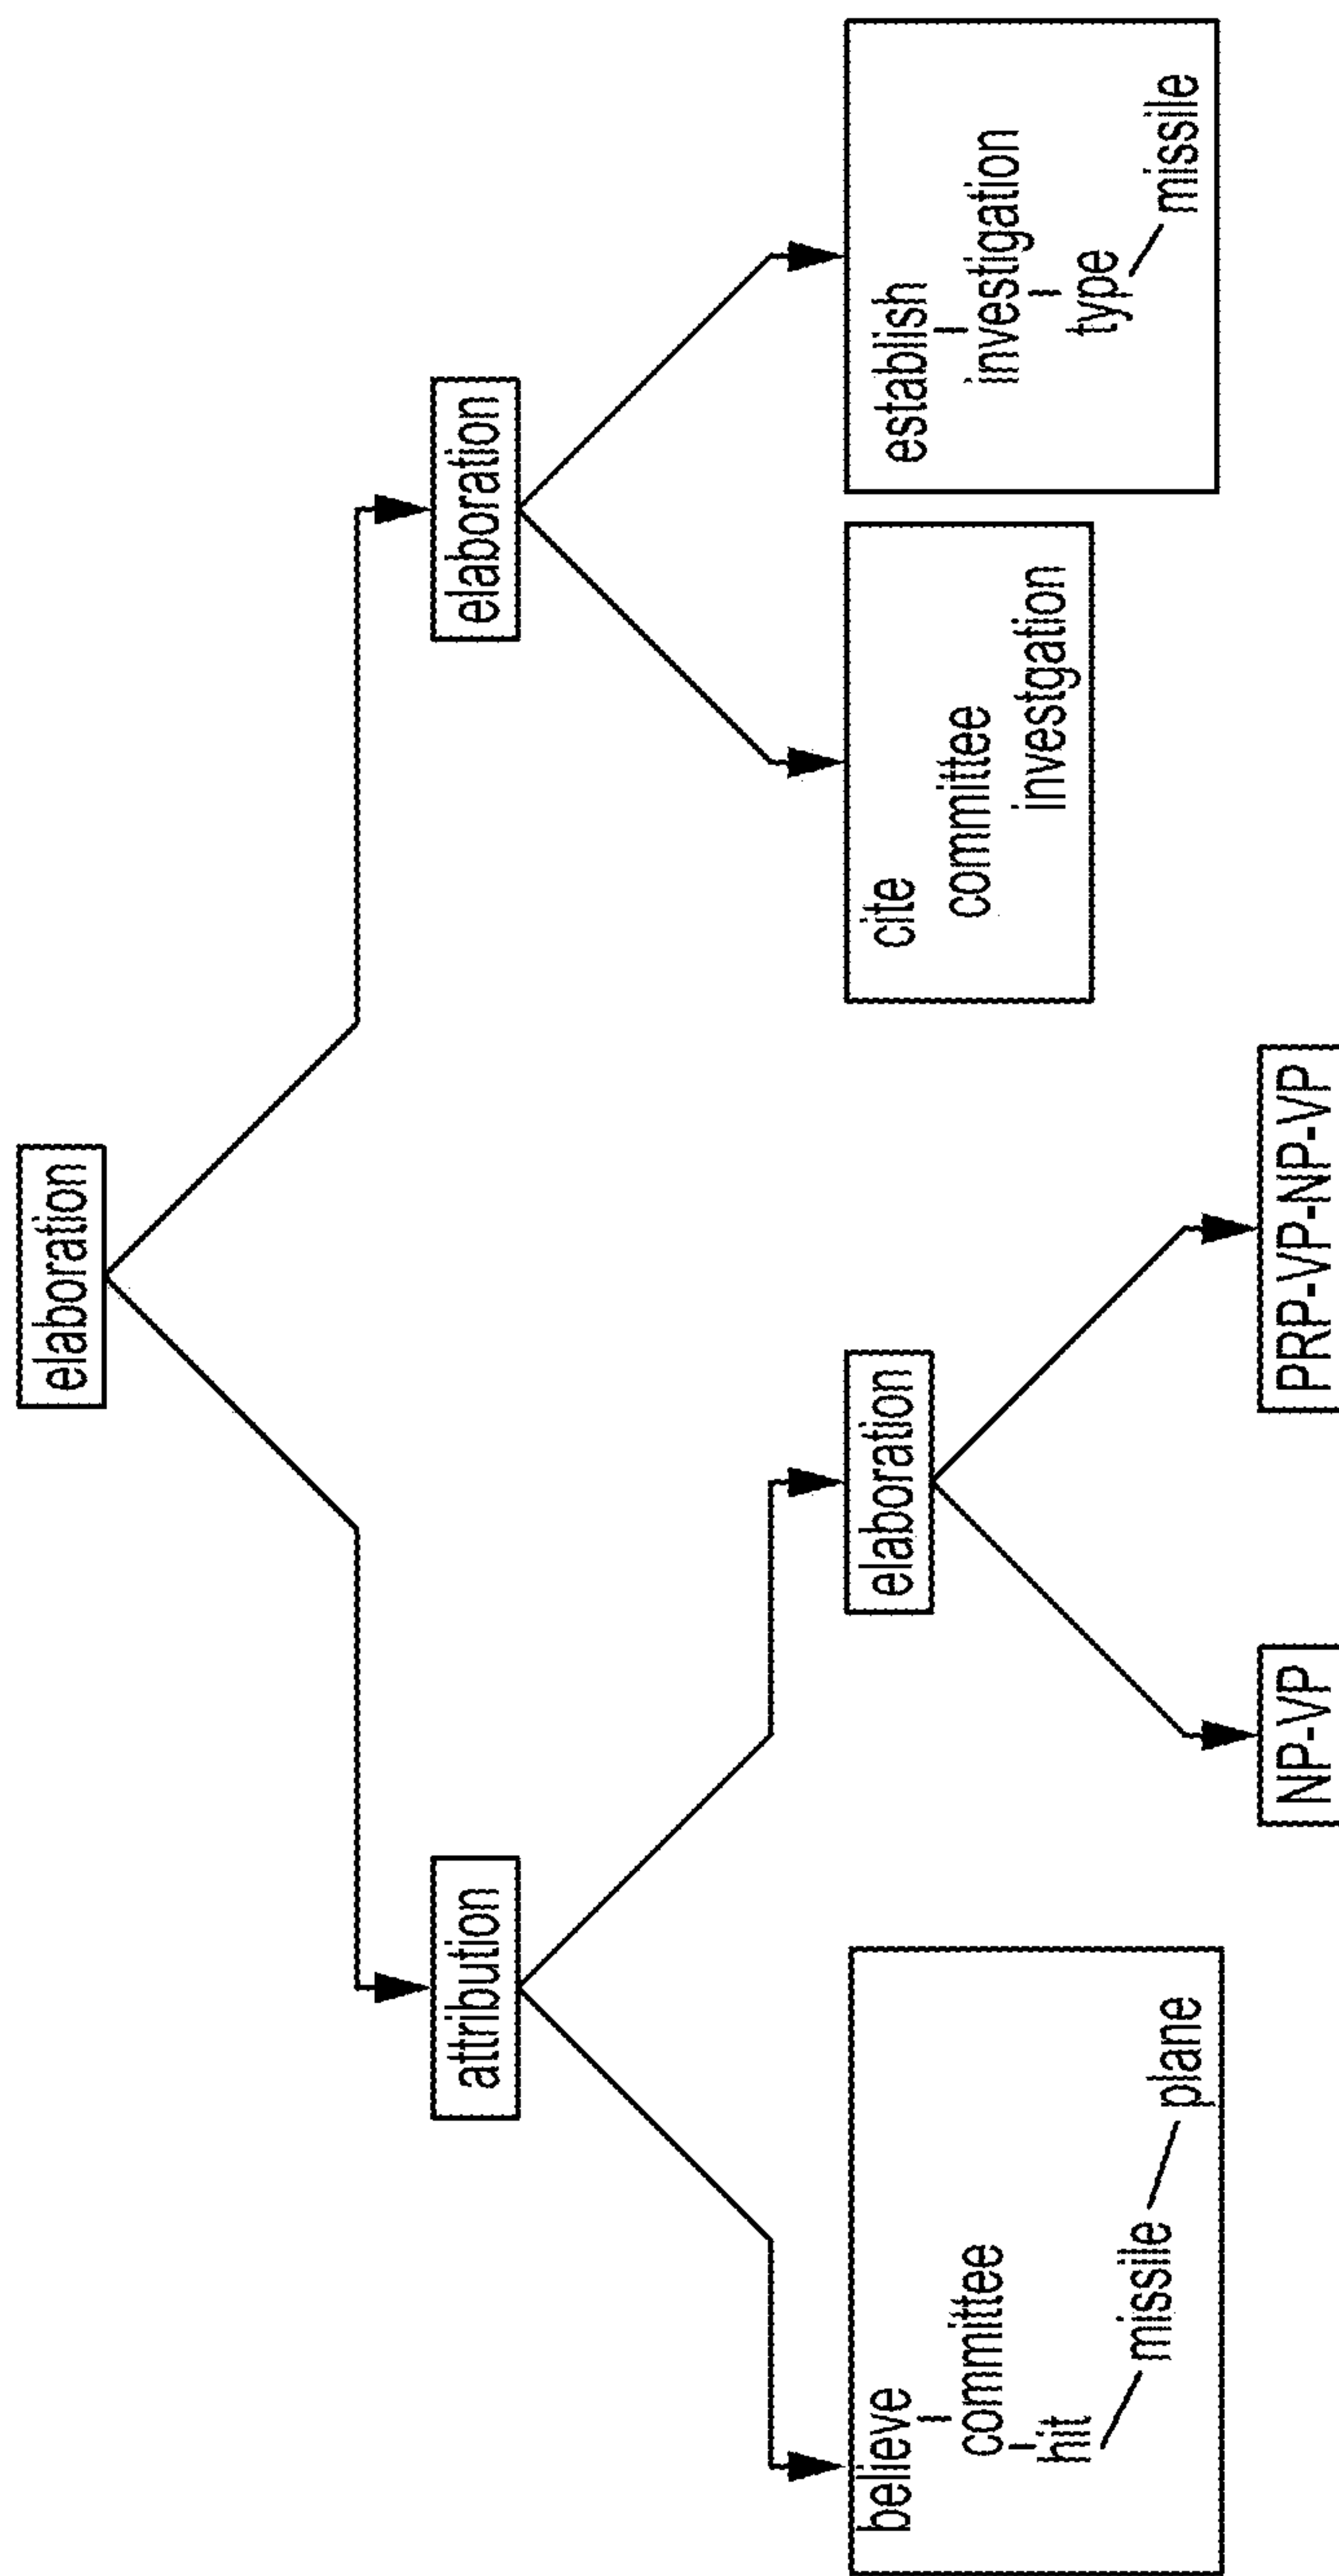 elaboration
attribution
elaboration
believe
committee
hit
missile
plane
elaboration
cite
committee
investgation
establish
investigation
type
missile
NP-VP
PRP-VP-NP-VP